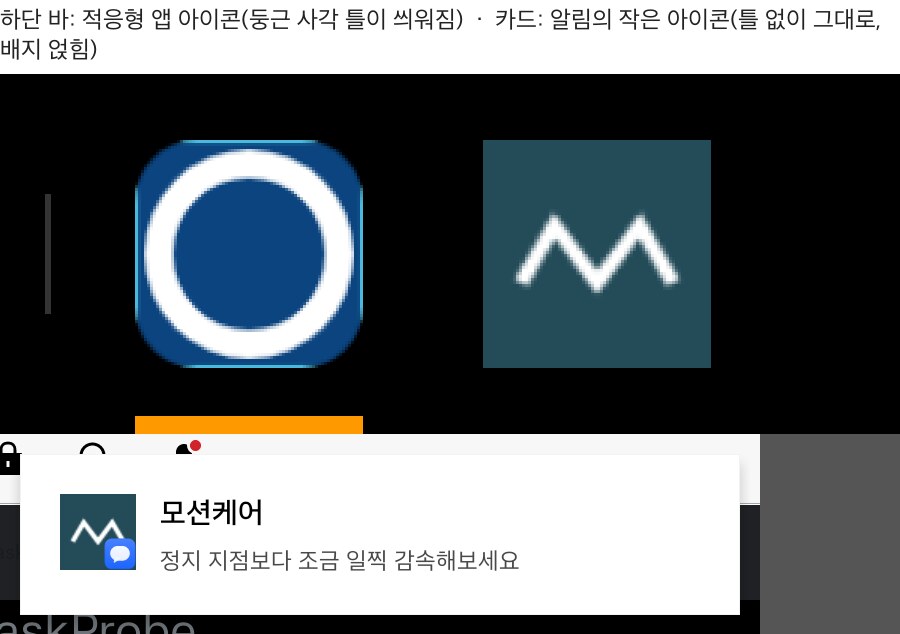 하단 바: 적응형 앱 아이콘(둥근 사각 틀이 씌워짐) · 카드: 알림의 작은 아이콘(틀 없이 그대로,
배지 얹힘)
모션케어
정지 지점보다 조금 일찍 감속해보세요
askProbe